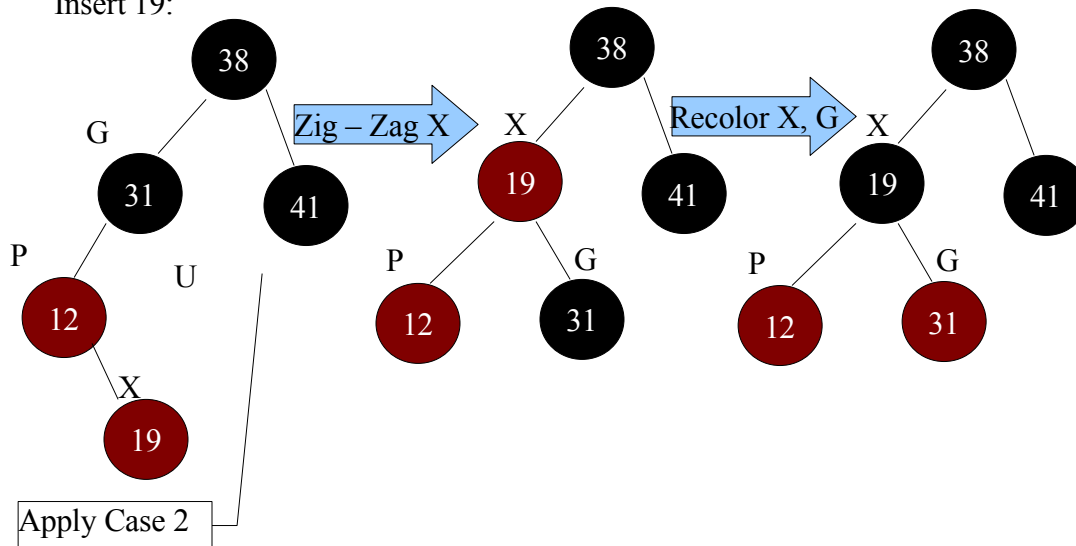 Insert 19:
38
G
31
41
P
U
12
X
19
Apply Case 2
Zig – Zag X
38
X
19
41
P
G
12
31
Recolor X, G
38
X
19
41
P
G
12
31